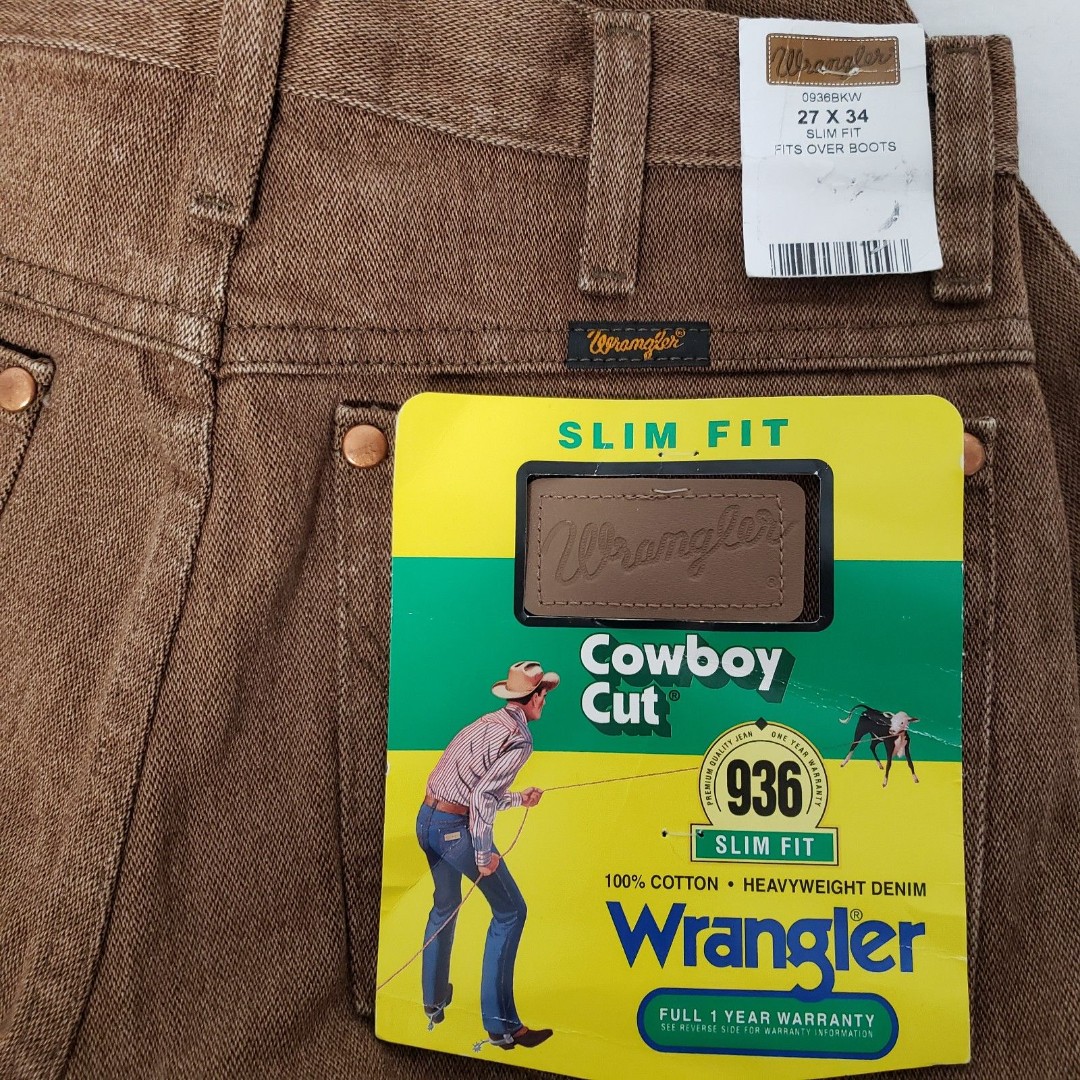 Wrangler
0936BKW
27 X 34
SLIM FIT
FITS OVER BOOTS
Wrangler®
SLIM FIT
Wrangler®
Cowboy
Cut®
PREMIUM QUALITY JEAN ONE YEAR WARRANTY
936
SLIM FIT
100% COTTON • HEAVYWEIGHT DENIM
Wrangler®
FULL 1 YEAR WARRANTY
SEE REVERSE SIDE FOR WARRANTY INFORMATION